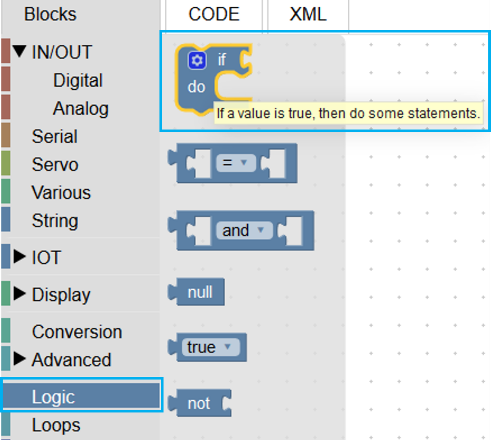 Blocks
CODE
XML
IN/OUT
Digital
Analog
Serial
Servo
Various
String
IOT
Display
Conversion
Advanced
Logic
Loops
if
do
If a value is true, then do some statements.
=
and
null
true
not